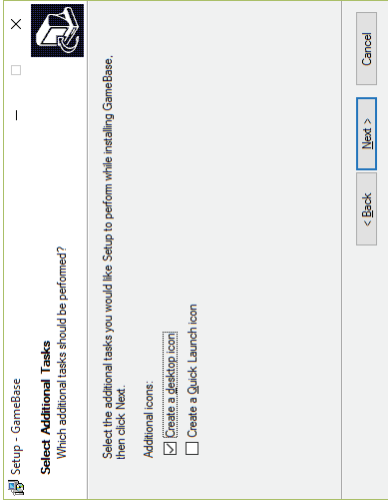 Setup - GameBase
Select Additional Tasks
Which additional tasks should be performed?
Select the additional tasks you would like Setup to perform while installing GameBase,
then click Next.
Additional icons:
Create a desktop icon
Create a Quick Launch icon
< Back
Next >
Cancel